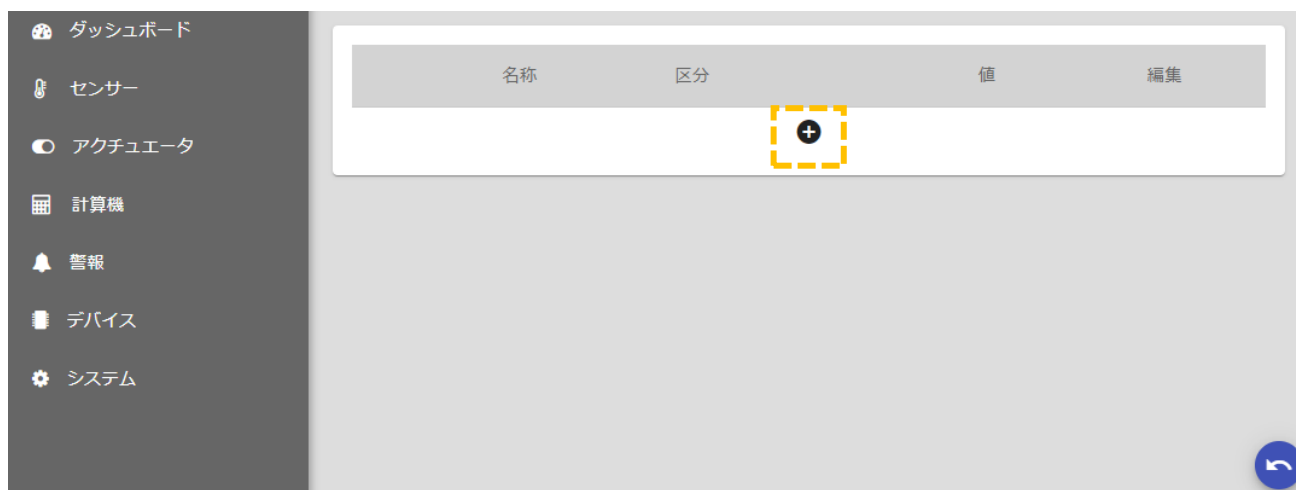 ダッシュボード
センサー
アクチュエータ
計算機
警報
デバイス
システム
名称 区分 値 編集